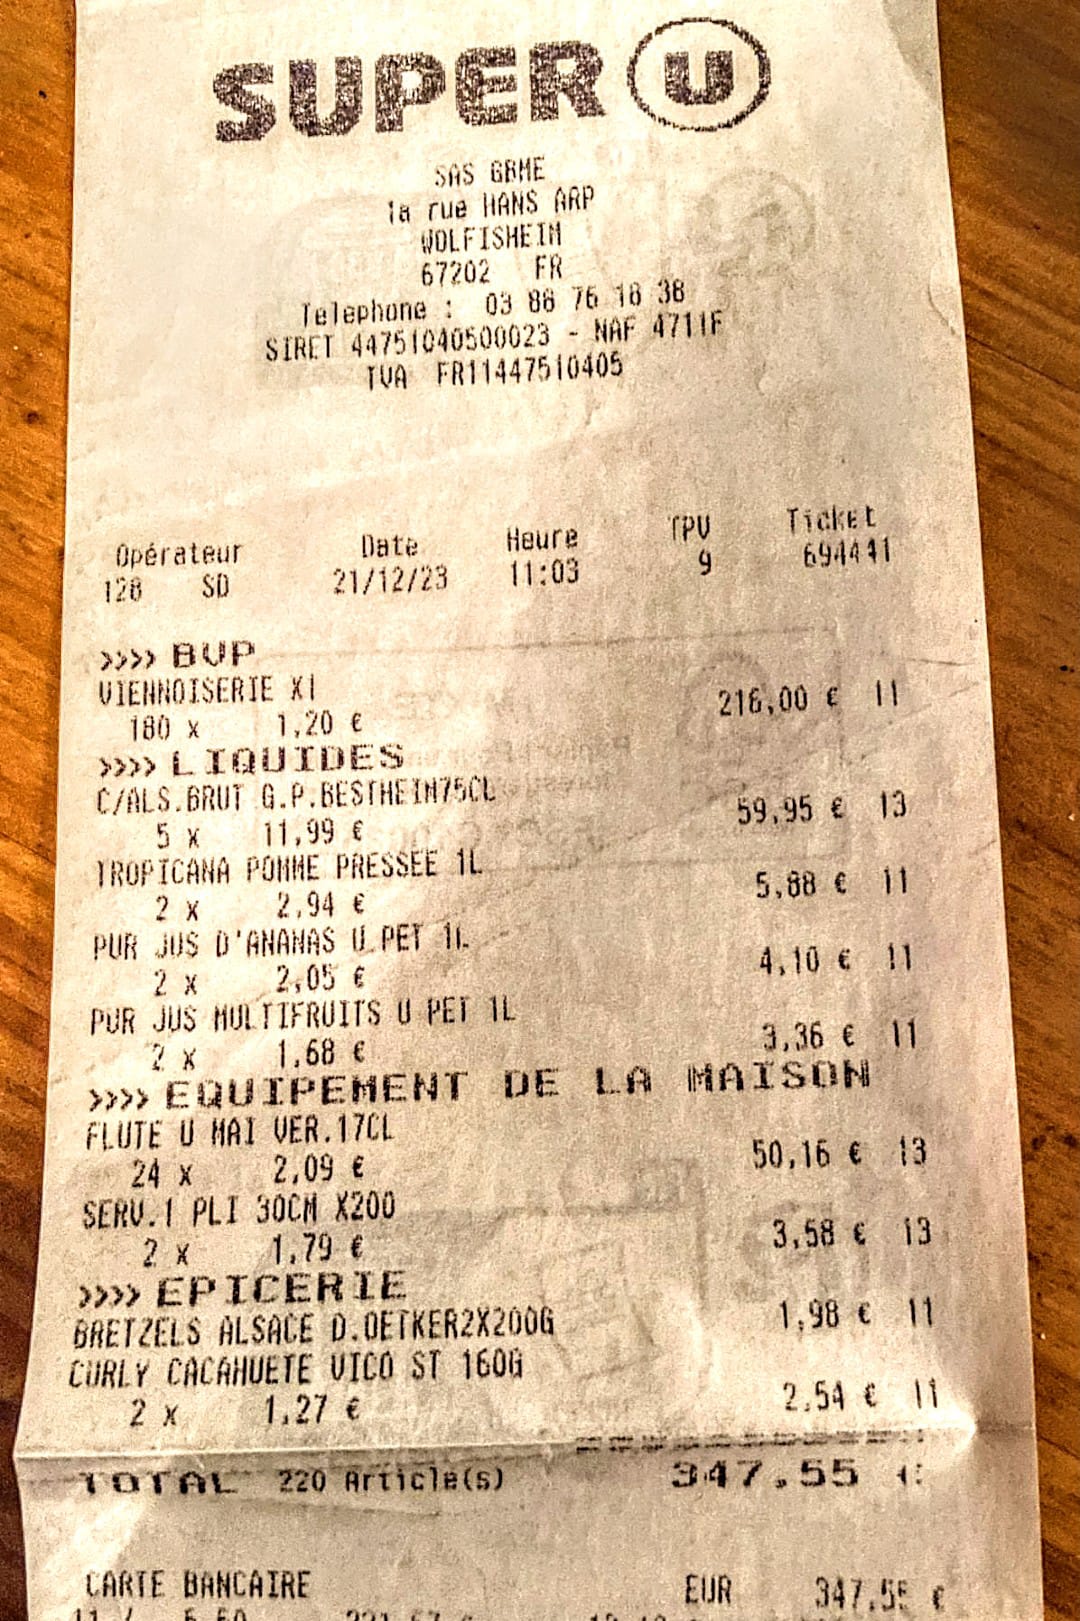 SUPER U
SAS GBME
1a rue HANS ARP
WOLFISHEIM
67202 FR
Telephone : 03 88 76 18 38
SIRET 44751040500023 - NAF 4711F
TVA FR11447510405
Opérateur Date Heure TPV Ticket
128 SD 21/12/23 11:03 9 694441
>>>> BVP
VIENNOISERIE X1
180 x 1,20 € 216,00 € 11
>>>> LIQUIDES
C/ALS.BRUT G.P.BESTHEIM75CL
5 x 11,99 € 59,95 € 13
TROPICANA POMME PRESSEE 1L
2 x 2,94 € 5,88 € 11
PUR JUS D'ANANAS U PET 1L
2 x 2,05 € 4,10 € 11
PUR JUS MULTIFRUITS U PET 1L
2 x 1,68 € 3,36 € 11
>>>> EQUIPEMENT DE LA MAISON
FLUTE U MAI VER.17CL
24 x 2,09 € 50,16 € 13
SERV.1 PLI 30CM X200
2 x 1,79 € 3,58 € 13
>>>> EPICERIE
BRETZELS ALSACE D.OETKER2X200G 1,98 € 11
CURLY CACAHUETE VICO ST 160G
2 x 1,27 € 2,54 € 11
TOTAL 220 Article(s) 347.55 €
CARTE BANCAIRE EUR 347.55 €